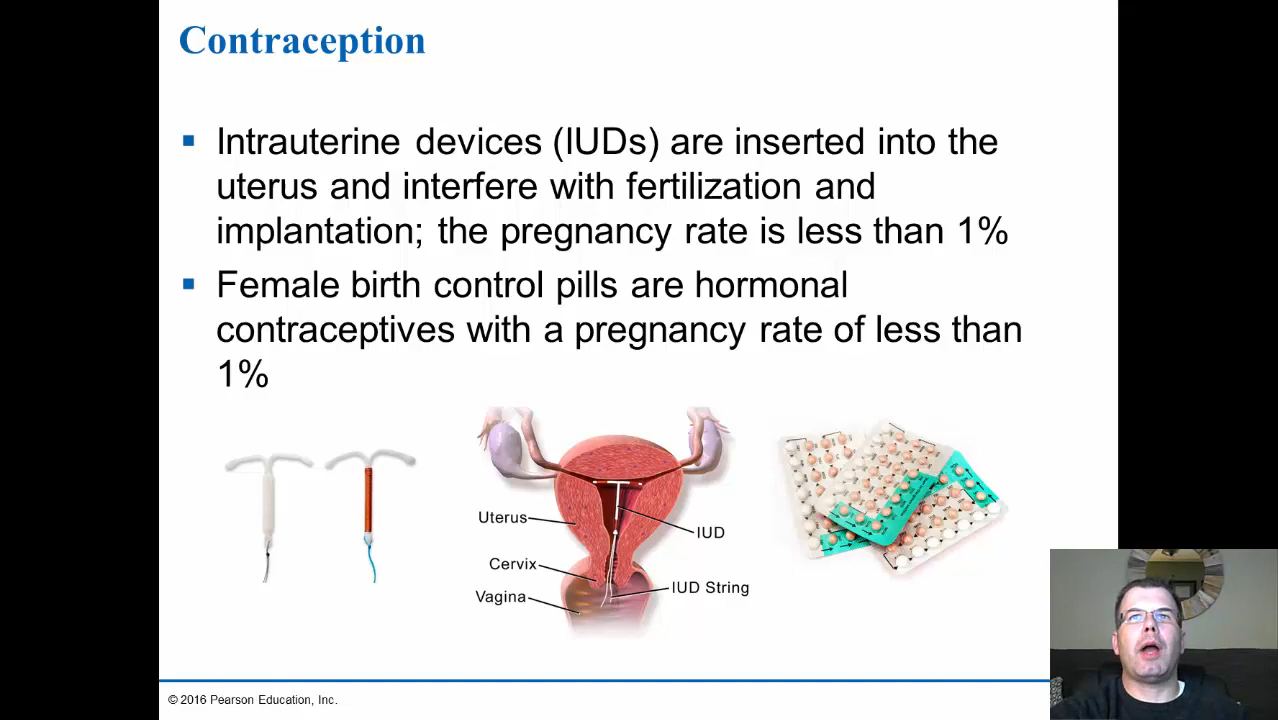 Contraception
Intrauterine devices (IUDs) are inserted into the
uterus and interfere with fertilization and
implantation; the pregnancy rate is less than 1%
Female birth control pills are hormonal
contraceptives with a pregnancy rate of less than
1%
Uterus
IUD
Cervix
IUD String
Vagina
© 2016 Pearson Education, Inc.